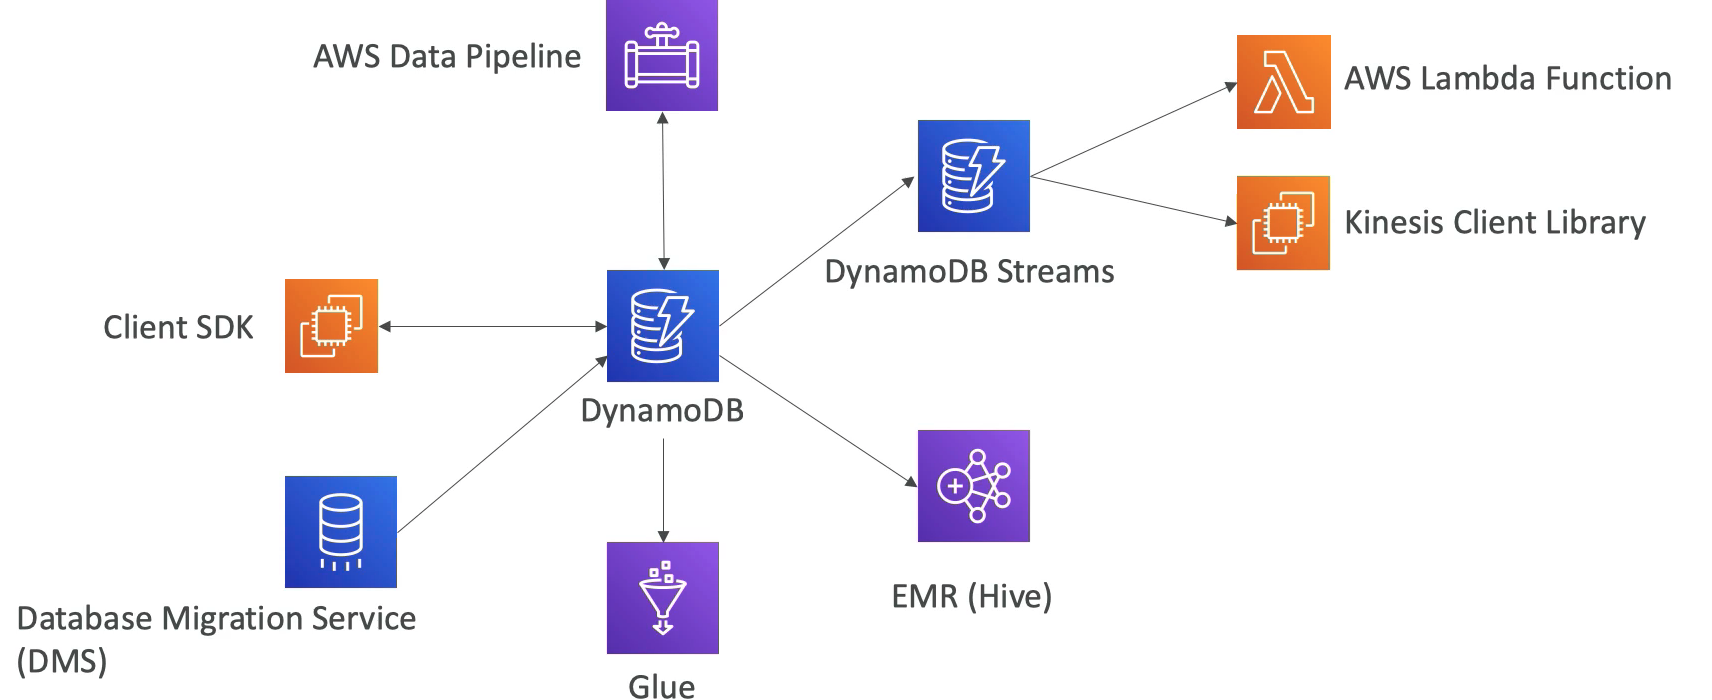 AWS Data Pipeline
AWS Lambda Function
Kinesis Client Library
DynamoDB Streams
Client SDK
DynamoDB
EMR (Hive)
Database Migration Service
(DMS)
Glue